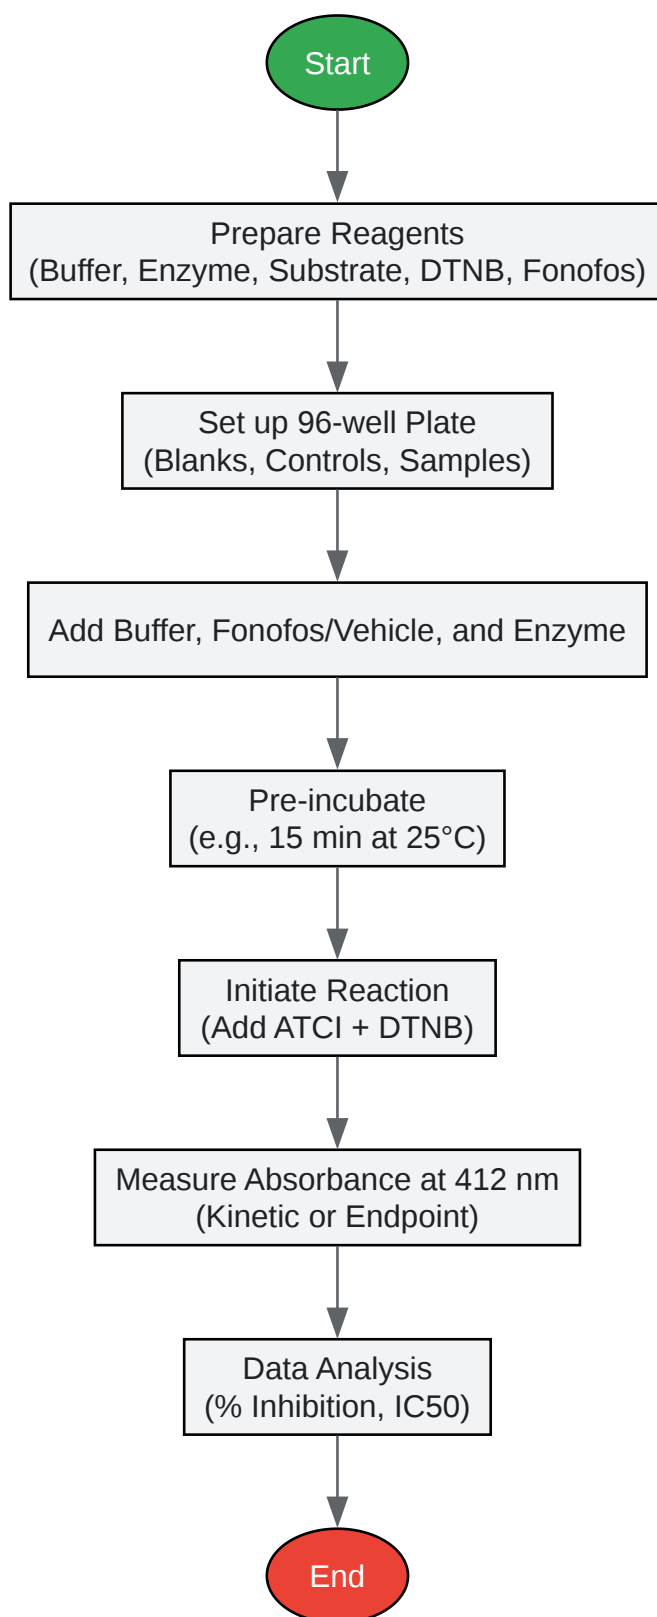 Start
Prepare Reagents
(Buffer, Enzyme, Substrate, DTNB, Fonofos)
Set up 96-well Plate
(Blanks, Controls, Samples)
Add Buffer, Fonofos/Vehicle, and Enzyme
Pre-incubate
(e.g., 15 min at 25°C)
Initiate Reaction
(Add ATCI + DTNB)
Measure Absorbance at 412 nm
(Kinetic or Endpoint)
Data Analysis
(% Inhibition, IC50)
End